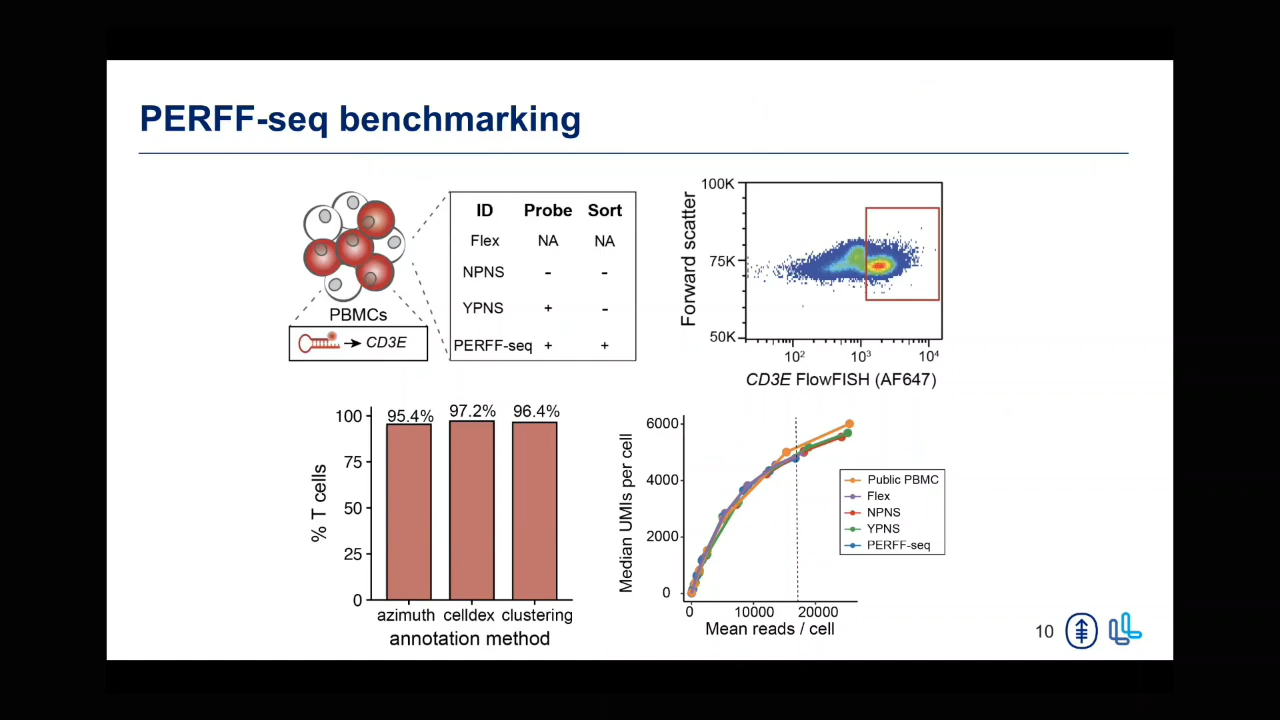 PERFF-seq benchmarking
PBMCs
CD3E
ID Probe Sort
Flex NA NA
NPNS - -
YPNS + -
PERFF-seq + +
100K
75K
50K
Forward scatter
10² 10³ 10⁴
CD3E FlowFISH (AF647)
100
75
50
25
0
% T cells
95.4% 97.2% 96.4%
azimuth celldex clustering
annotation method
6000
4000
2000
0
Median UMIs per cell
0 10000 20000
Mean reads / cell
Public PBMC
Flex
NPNS
YPNS
PERFF-seq
10